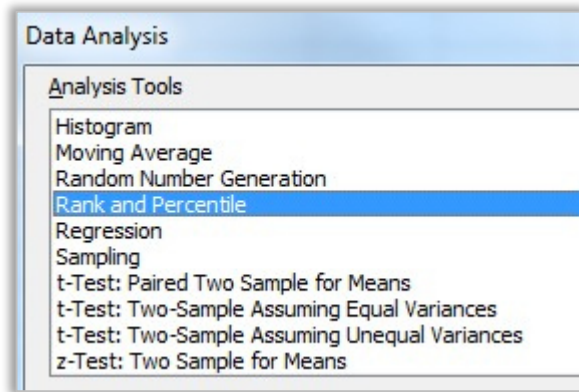 Data Analysis
Analysis Tools
Histogram
Moving Average
Random Number Generation
Rank and Percentile
Regression
Sampling
t-Test: Paired Two Sample for Means
t-Test: Two-Sample Assuming Equal Variances
t-Test: Two-Sample Assuming Unequal Variances
z-Test: Two Sample for Means